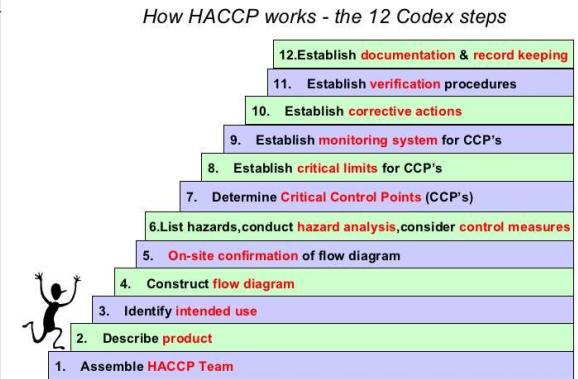 How HACCP works - the 12 Codex steps
12.Establish documentation & record keeping
11. Establish verification procedures
10. Establish corrective actions
9. Establish monitoring system for CCP's
8. Establish critical limits for CCP's
7. Determine Critical Control Points (CCP's)
6.List hazards,conduct hazard analysis,consider control measures
5. On-site confirmation of flow diagram
4. Construct flow diagram
3. Identify intended use
2. Describe product
1. Assemble HACCP Team